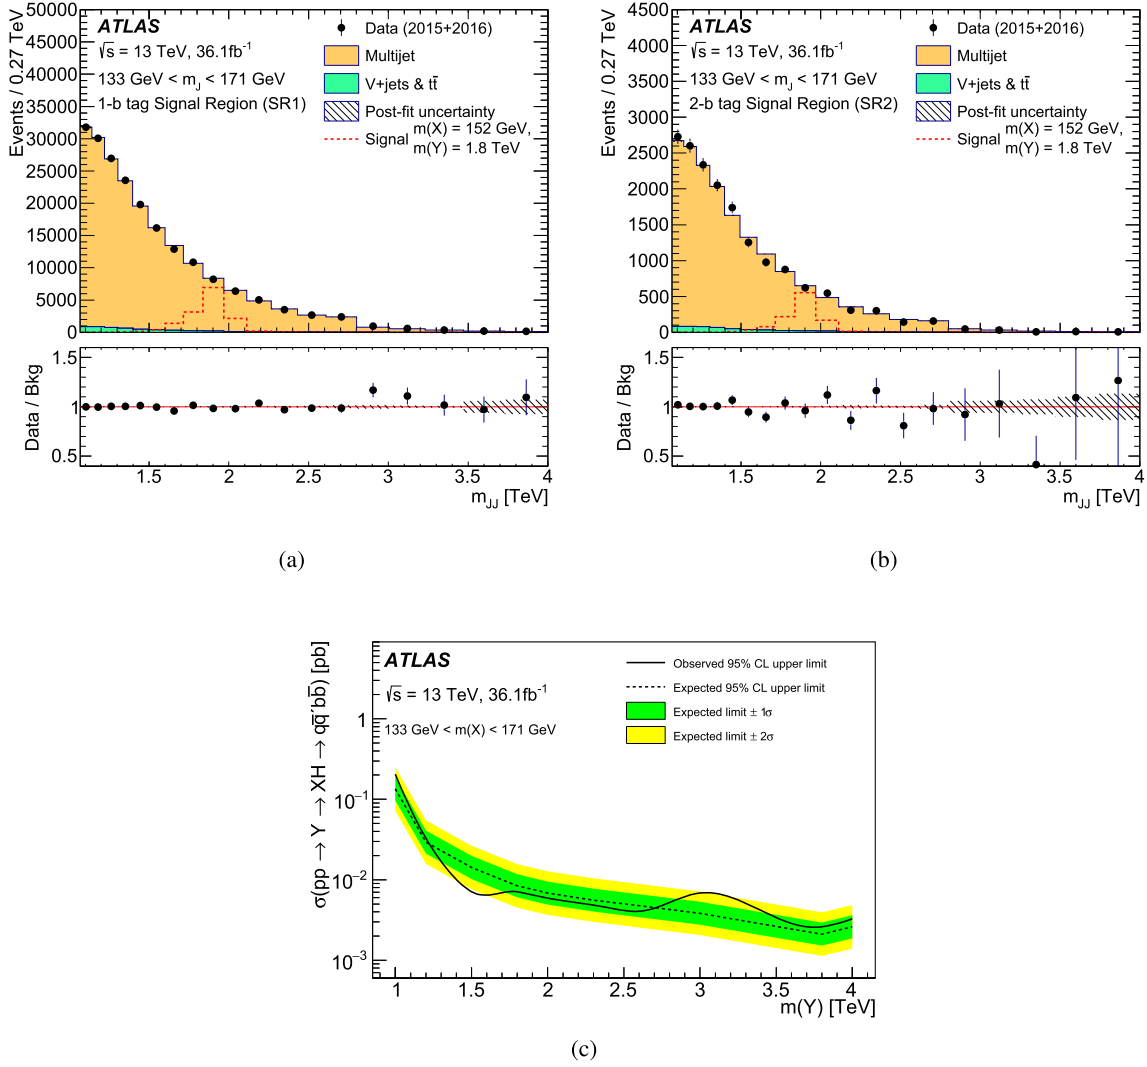 Events / 0.27 TeV
50000
45000
40000
35000
30000
25000
20000
15000
10000
5000
0
ATLAS
√s = 13 TeV, 36.1fb⁻¹
133 GeV < m_J < 171 GeV
1-b tag Signal Region (SR1)
Data (2015+2016)
Multijet
V+jets & tt̄
Post-fit uncertainty
Signal m(X) = 152 GeV,
m(Y) = 1.8 TeV
Data / Bkg
1.5
1
0.5
1.5 2 2.5 3 3.5 4
m_JJ [TeV]
(a)
Events / 0.27 TeV
4500
4000
3500
3000
2500
2000
1500
1000
500
0
ATLAS
√s = 13 TeV, 36.1fb⁻¹
133 GeV < m_J < 171 GeV
2-b tag Signal Region (SR2)
Data (2015+2016)
Multijet
V+jets & tt̄
Post-fit uncertainty
Signal m(X) = 152 GeV,
m(Y) = 1.8 TeV
Data / Bkg
1.5
1
0.5
1.5 2 2.5 3 3.5 4
m_JJ [TeV]
(b)
σ(pp → Y → XH → qq̄′bb̄) [pb]
1
10⁻¹
10⁻²
10⁻³
ATLAS
√s = 13 TeV, 36.1fb⁻¹
133 GeV < m(X) < 171 GeV
Observed 95% CL upper limit
Expected 95% CL upper limit
Expected limit ± 1σ
Expected limit ± 2σ
1 1.5 2 2.5 3 3.5 4
m(Y) [TeV]
(c)